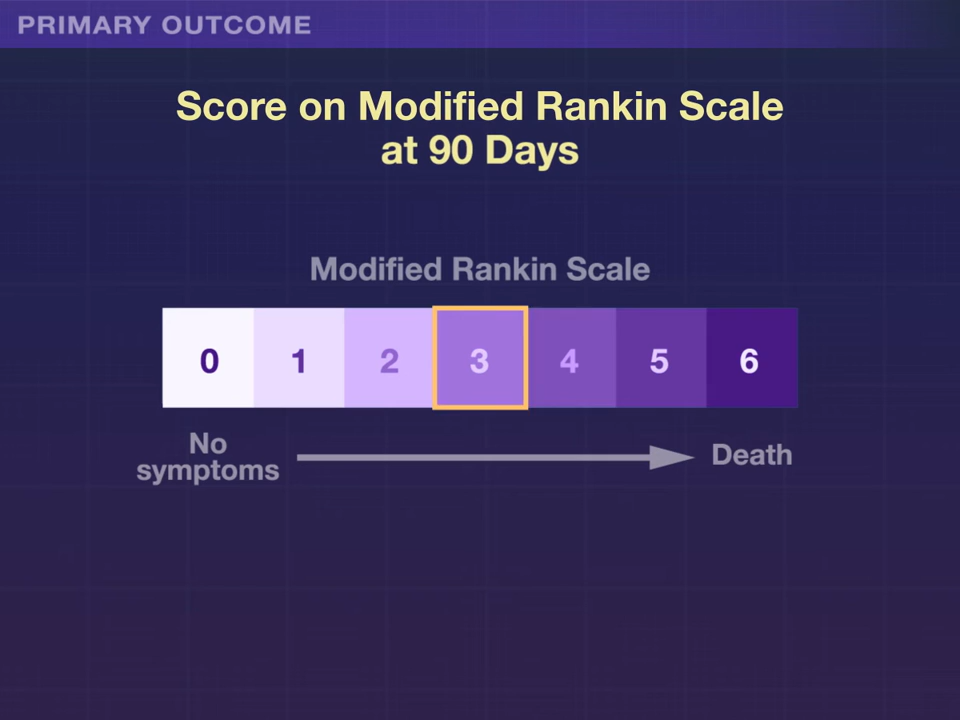 PRIMARY OUTCOME
Score on Modified Rankin Scale
at 90 Days
Modified Rankin Scale
0 1 2 3 4 5 6
No
symptoms
Death